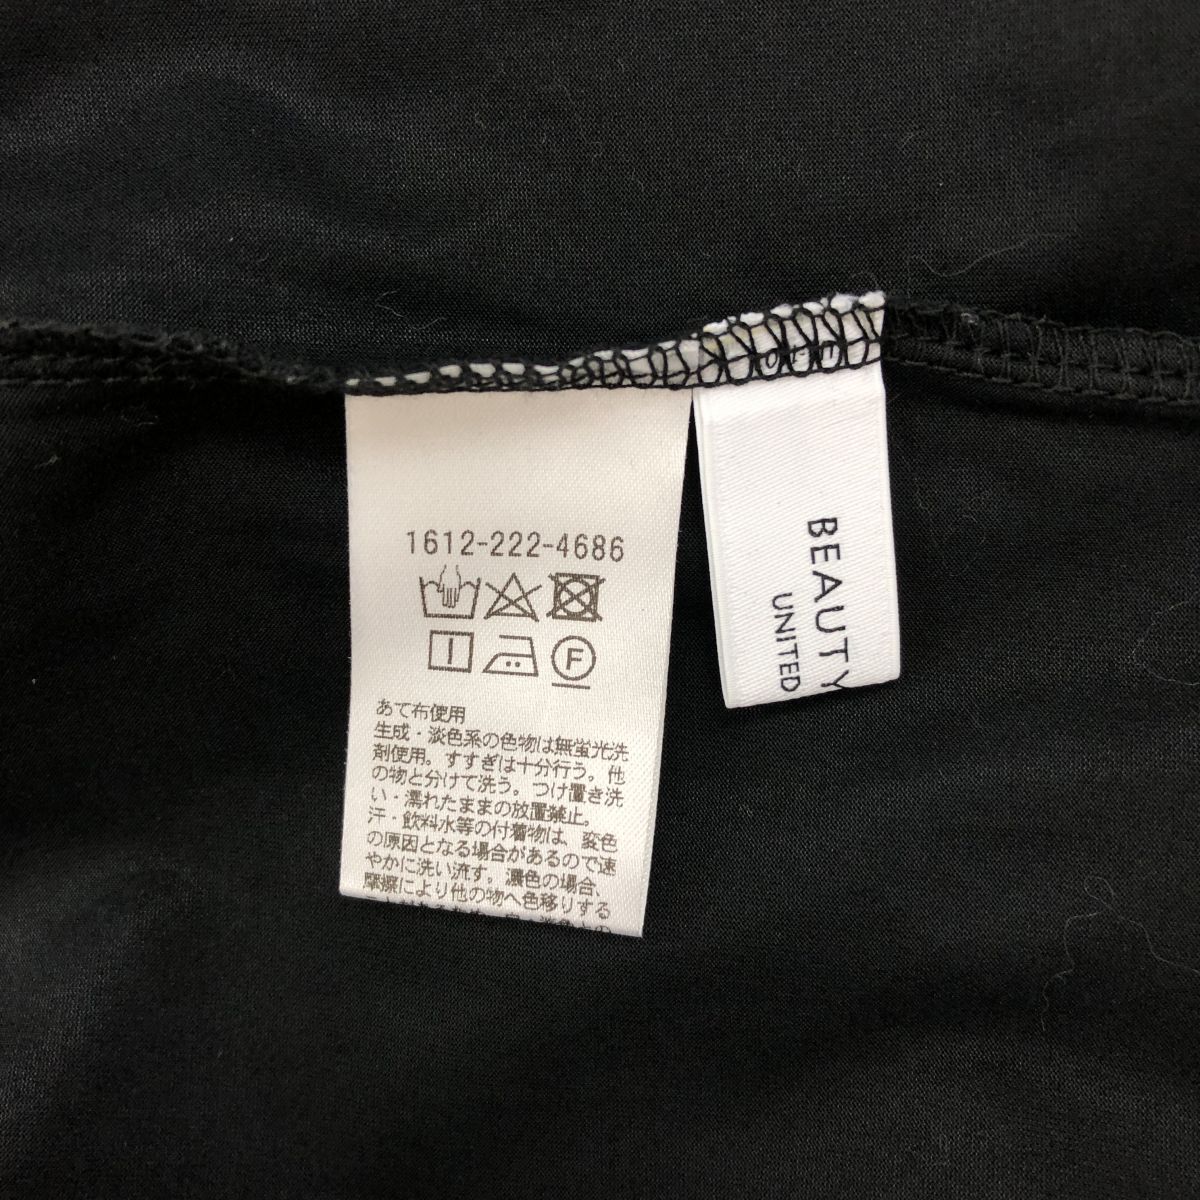 1612-222-4686
F
あて布使用
生成・淡色系の色物は無蛍光洗
剤使用。すすぎは十分行う。他
の物と分けて洗う。つけ置き洗
い・濡れたままの放置禁止。
汗・飲料水等の付着物は、変色
の原因となる場合があるので速
やかに洗い流す。濃色の場合、
摩擦により他の物へ色移りする
BEAUTY
UNITED